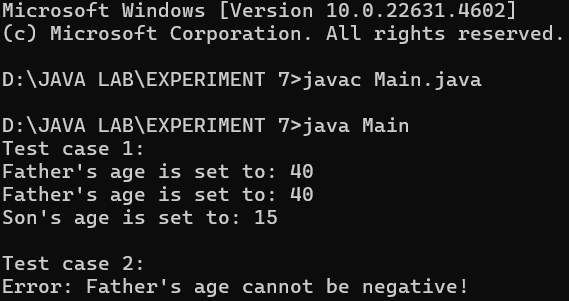 Microsoft Windows [Version 10.0.22631.4602]
(c) Microsoft Corporation. All rights reserved.
D:\JAVA LAB\EXPERIMENT 7>javac Main.java
D:\JAVA LAB\EXPERIMENT 7>java Main
Test case 1:
Father's age is set to: 40
Father's age is set to: 40
Son's age is set to: 15
Test case 2:
Error: Father's age cannot be negative!